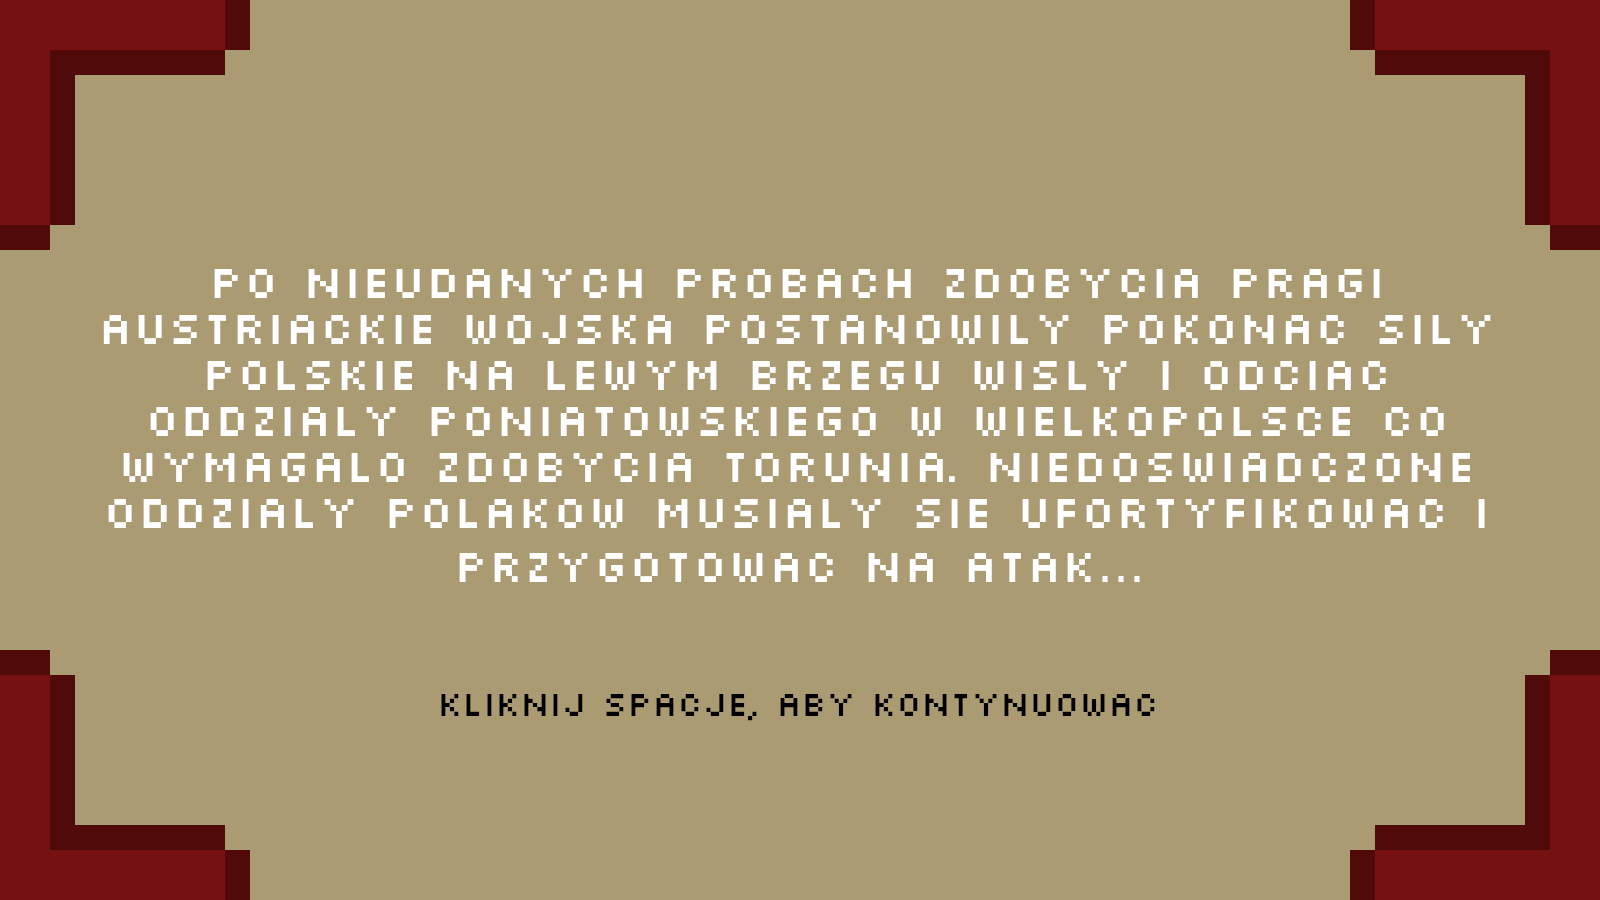 PO NIEUDANYCH PROBACH ZDOBYCIA PRAGI
AUSTRIACKIE WOJSKA POSTANOWILY POKONAC SILY
POLSKIE NA LEWYM BRZEGU WISLY I ODCIAC
ODDZIALY PONIATOWSKIEGO W WIELKOPOLSCE CO
WYMAGALO ZDOBYCIA TORUNIA. NIEDOSWIADCZONE
ODDZIALY POLAKOW MUSIALY SIE UFORTYFIKOWAC I
PRZYGOTOWAC NA ATAK...
KLIKNIJ SPACJE, ABY KONTYNUOWAC